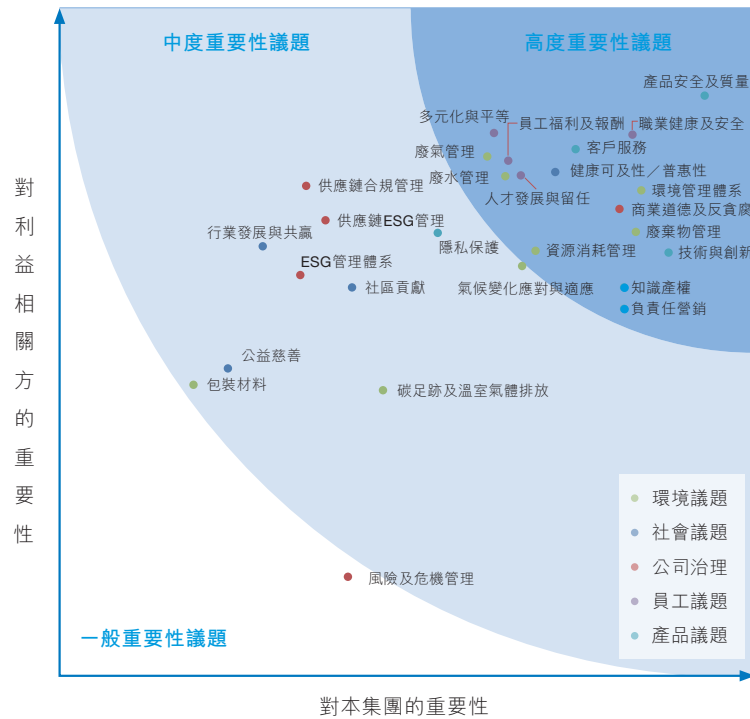 中度重要性議題
高度重要性議題
產品安全及質量
多元化與平等
員工福利及報酬
職業健康及安全
廢氣管理
客戶服務
廢水管理
健康可及性／普惠性
供應鏈合規管理
人才發展與留任
環境管理體系
商業道德及反貪腐
供應鏈ESG管理
行業發展與共贏
隱私保護
資源消耗管理
廢棄物管理
技術與創新
ESG管理體系
社區貢獻
氣候變化應對與適應
知識產權
負責任營銷
公益慈善
包裝材料
碳足跡及溫室氣體排放
風險及危機管理
一般重要性議題
環境議題
社會議題
公司治理
員工議題
產品議題
對利益相關方的重要性
對本集團的重要性